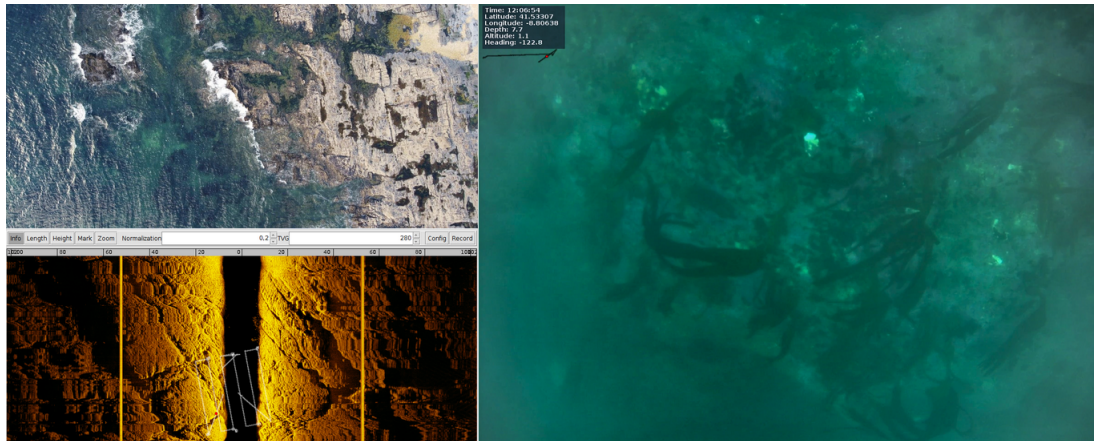 Time: 12:06:54
Latitude: 41.53307
Longitude: -8.80638
Depth: 7.7
Altitude: 1.1
Heading: -122.8
Info Length Height Mark Zoom Normalization 0,2 TVG 280 Config Record
80 60 40 20 0 20 40 60 80